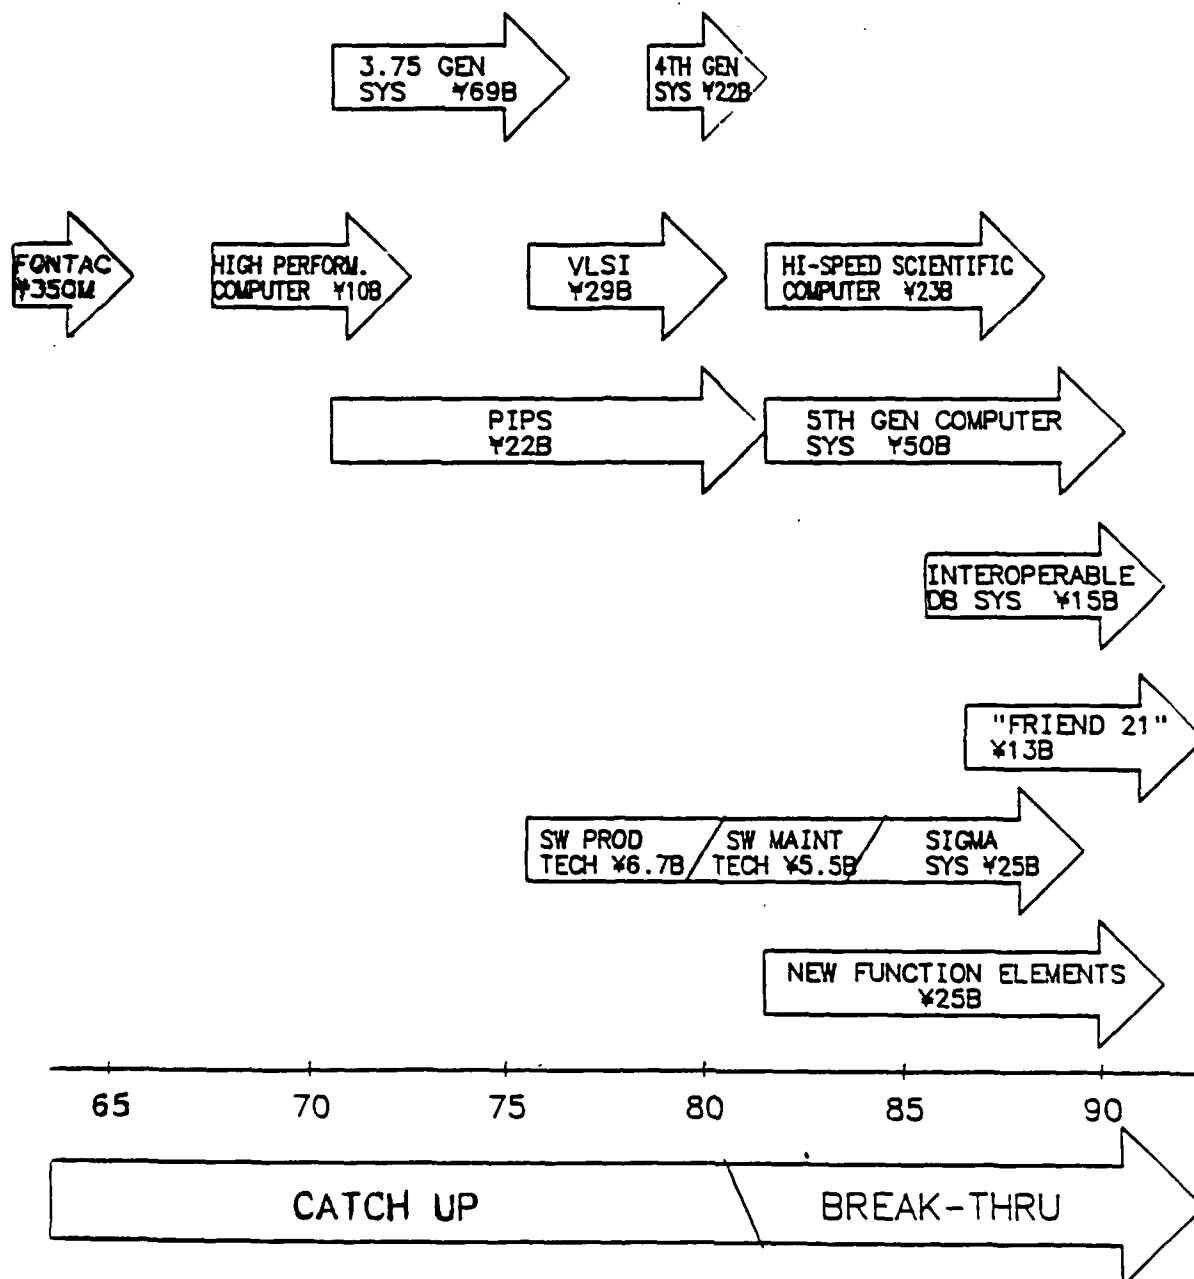 3.75 GEN
SYS ¥69B
4TH GEN
SYS ¥22B
FONTAC
¥350M
HIGH PERFORM.
COMPUTER ¥10B
VLSI
¥29B
HI-SPEED SCIENTIFIC
COMPUTER ¥23B
PIPS
¥22B
5TH GEN COMPUTER
SYS ¥50B
INTEROPERABLE
DB SYS ¥15B
"FRIEND 21"
¥13B
SW PROD
TECH ¥6.7B
SW MAINT
TECH ¥5.5B
SIGMA
SYS ¥25B
NEW FUNCTION ELEMENTS
¥25B
65 70 75 80 85 90
CATCH UP
BREAK-THRU